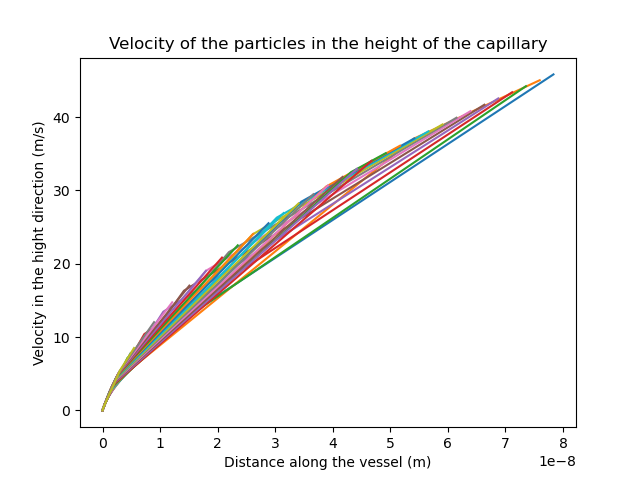 Velocity of the particles in the height of the capillary
Velocity in the hight direction (m/s)
40
30
20
10
0
0 1 2 3 4 5 6 7 8
1e−8
Distance along the vessel (m)